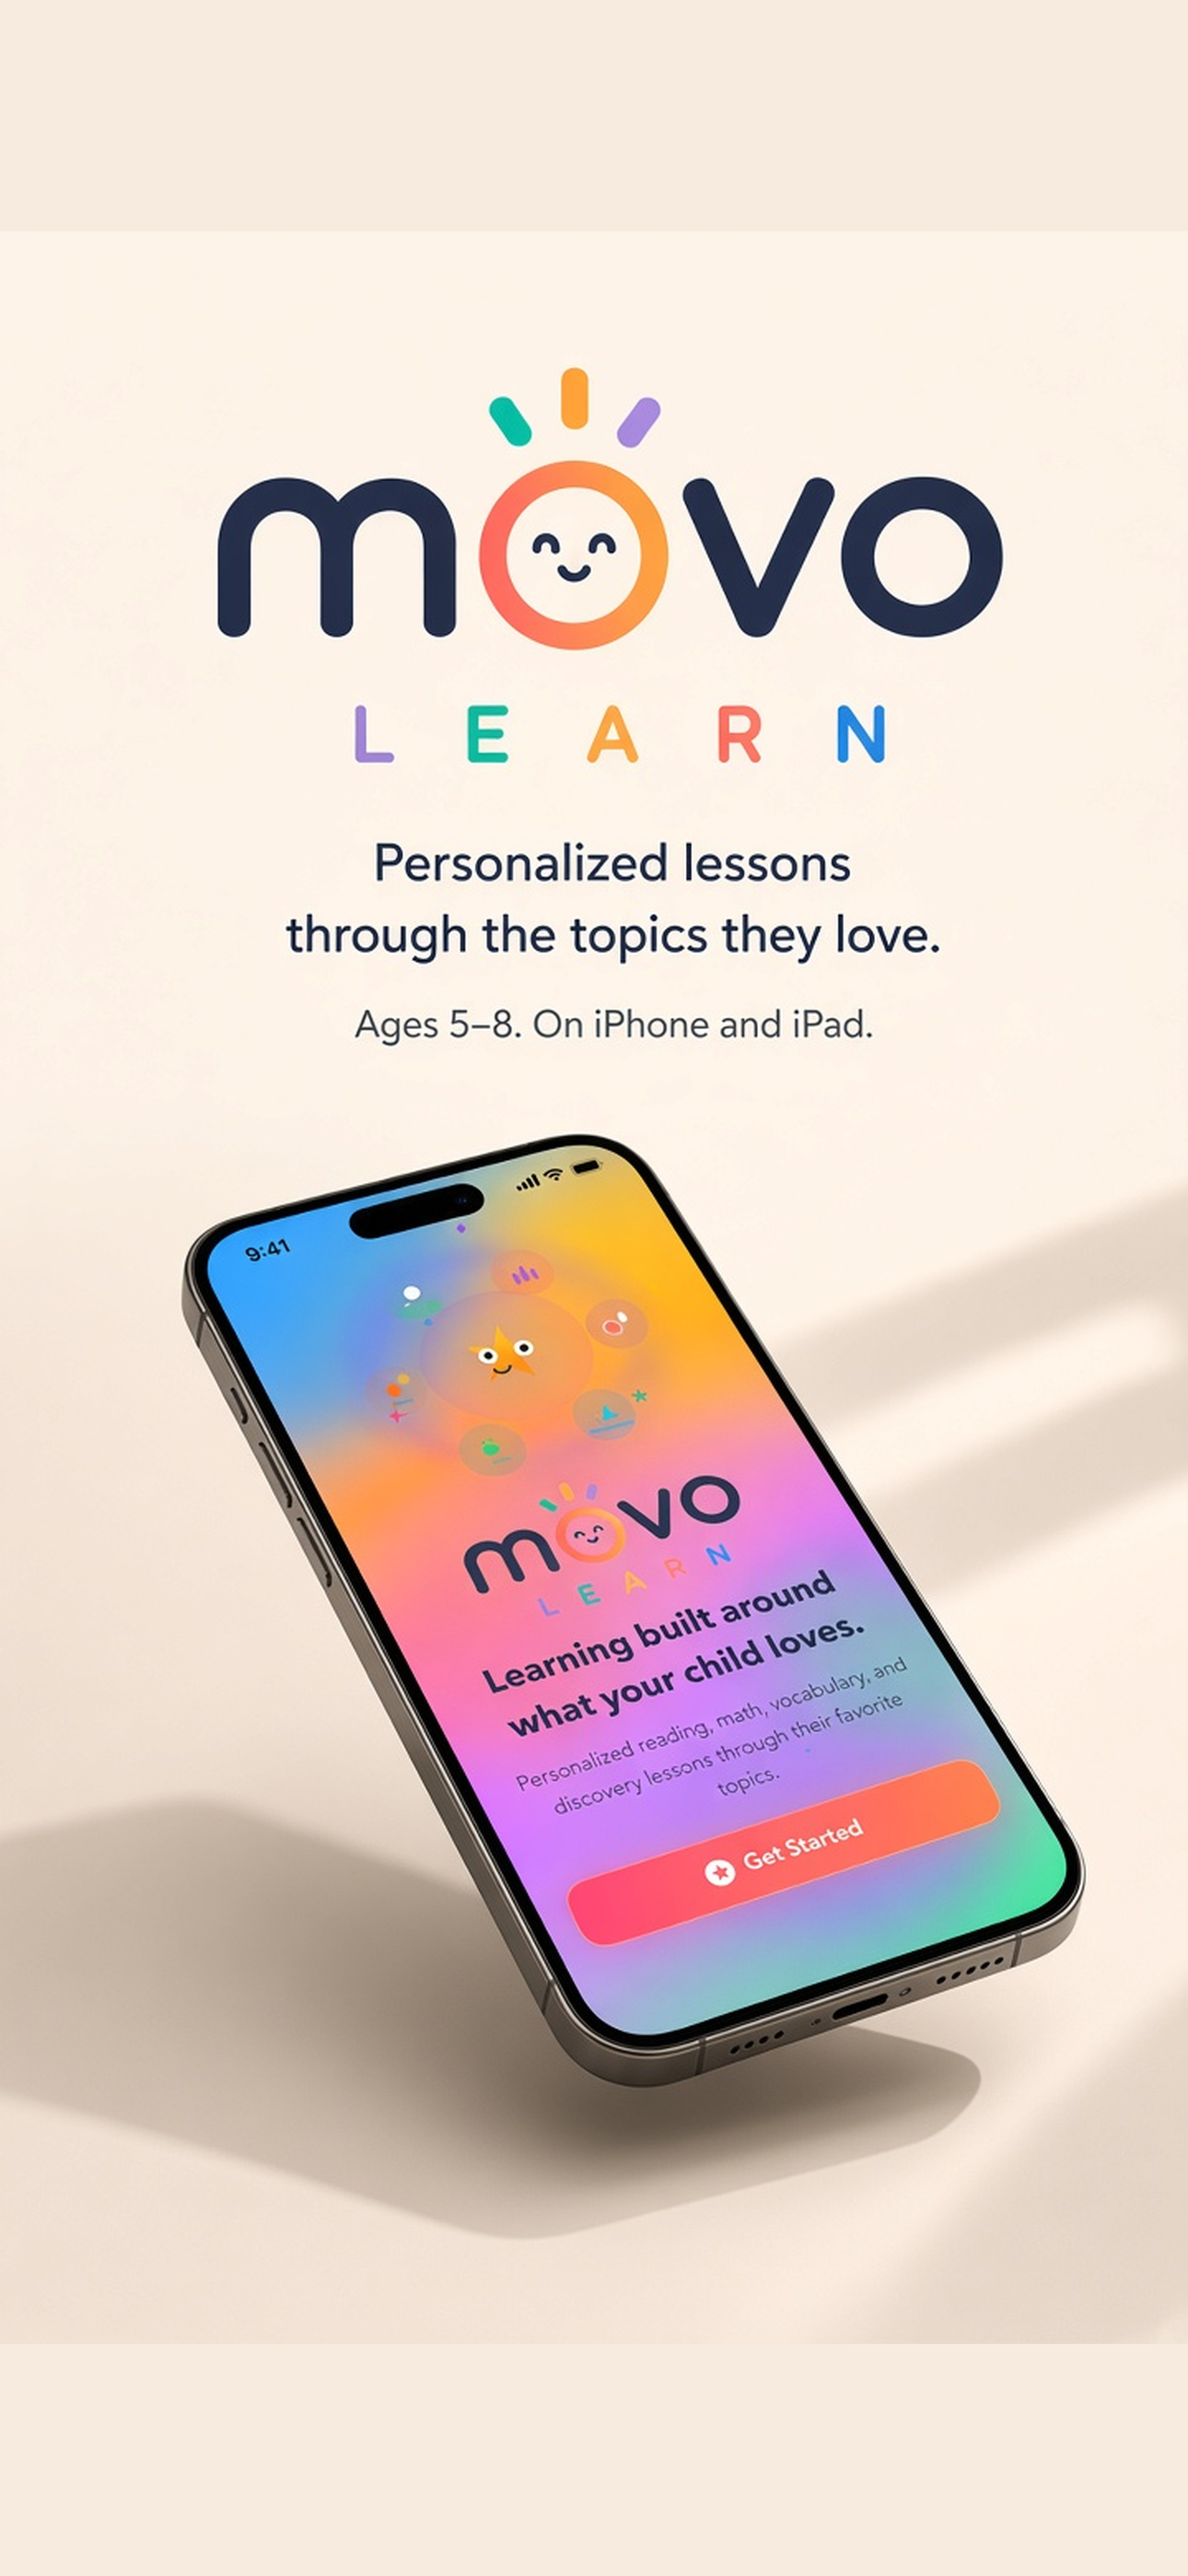 movo
LEARN
Personalized lessons
through the topics they love.
Ages 5–8. On iPhone and iPad.
9:41
movo
LEARN
Learning built around
what your child loves.
Personalized reading, math, vocabulary, and
discovery lessons through their favorite
topics.
Get Started